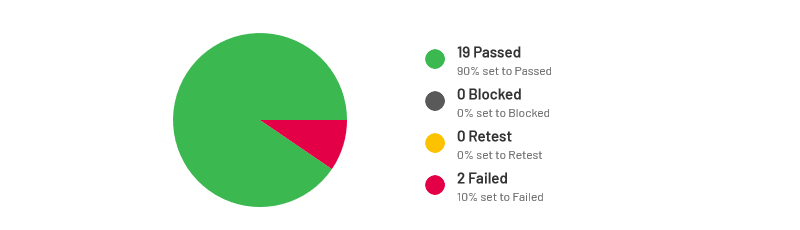 19 Passed
90% set to Passed
0 Blocked
0% set to Blocked
0 Retest
0% set to Retest
2 Failed
10% set to Failed